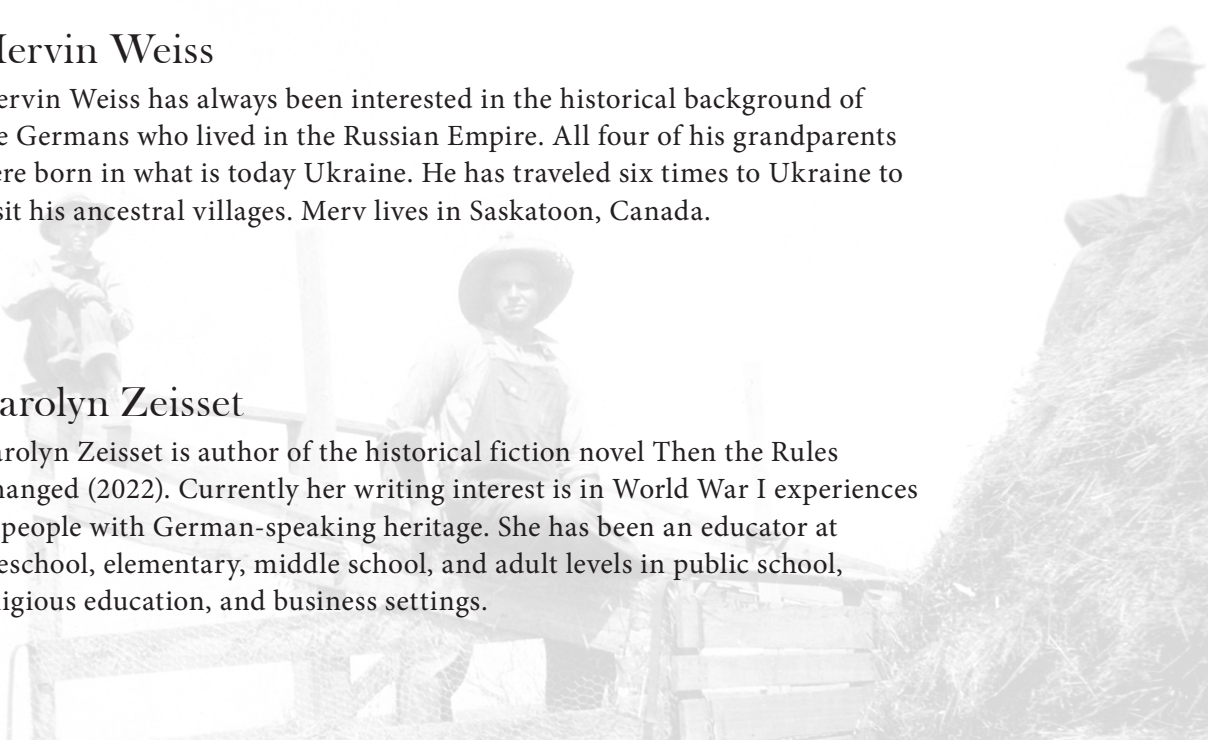 ervin Weiss
ervin Weiss has always been interested in the historical background of
e Germans who lived in the Russian Empire. All four of his grandparents
ere born in what is today Ukraine. He has traveled six times to Ukraine to
sit his ancestral villages. Merv lives in Saskatoon, Canada.
arolyn Zeisset
arolyn Zeisset is author of the historical fiction novel Then the Rules
hanged (2022). Currently her writing interest is in World War I experiences
people with German-speaking heritage. She has been an educator at
eschool, elementary, middle school, and adult levels in public school,
igious education, and business settings.